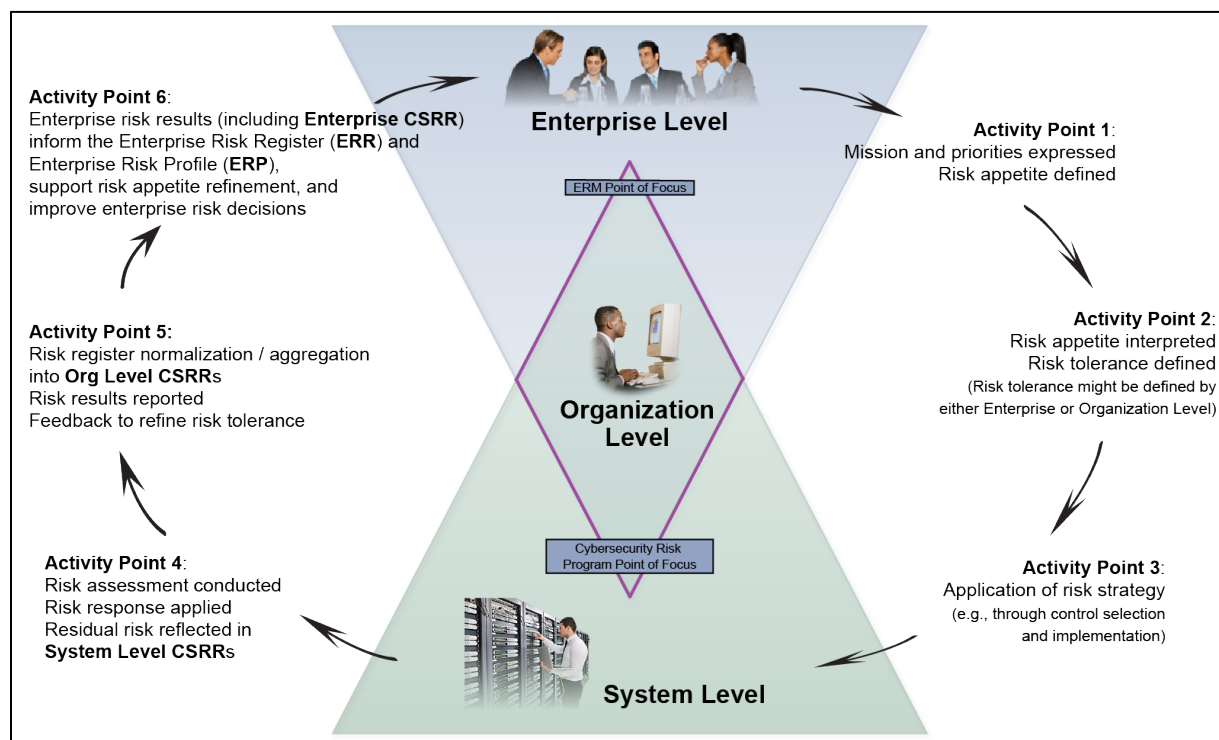 Enterprise Level
ERM Point of Focus
Organization
Level
Cybersecurity Risk
Program Point of Focus
System Level
Activity Point 1:
Mission and priorities expressed
Risk appetite defined
Activity Point 2:
Risk appetite interpreted
Risk tolerance defined
(Risk tolerance might be defined by
either Enterprise or Organization Level)
Activity Point 3:
Application of risk strategy
(e.g., through control selection
and implementation)
Activity Point 4:
Risk assessment conducted
Risk response applied
Residual risk reflected in
System Level CSRRs
Activity Point 5:
Risk register normalization / aggregation
into Org Level CSRRs
Risk results reported
Feedback to refine risk tolerance
Activity Point 6:
Enterprise risk results (including Enterprise CSRR)
inform the Enterprise Risk Register (ERR) and
Enterprise Risk Profile (ERP),
support risk appetite refinement, and
improve enterprise risk decisions